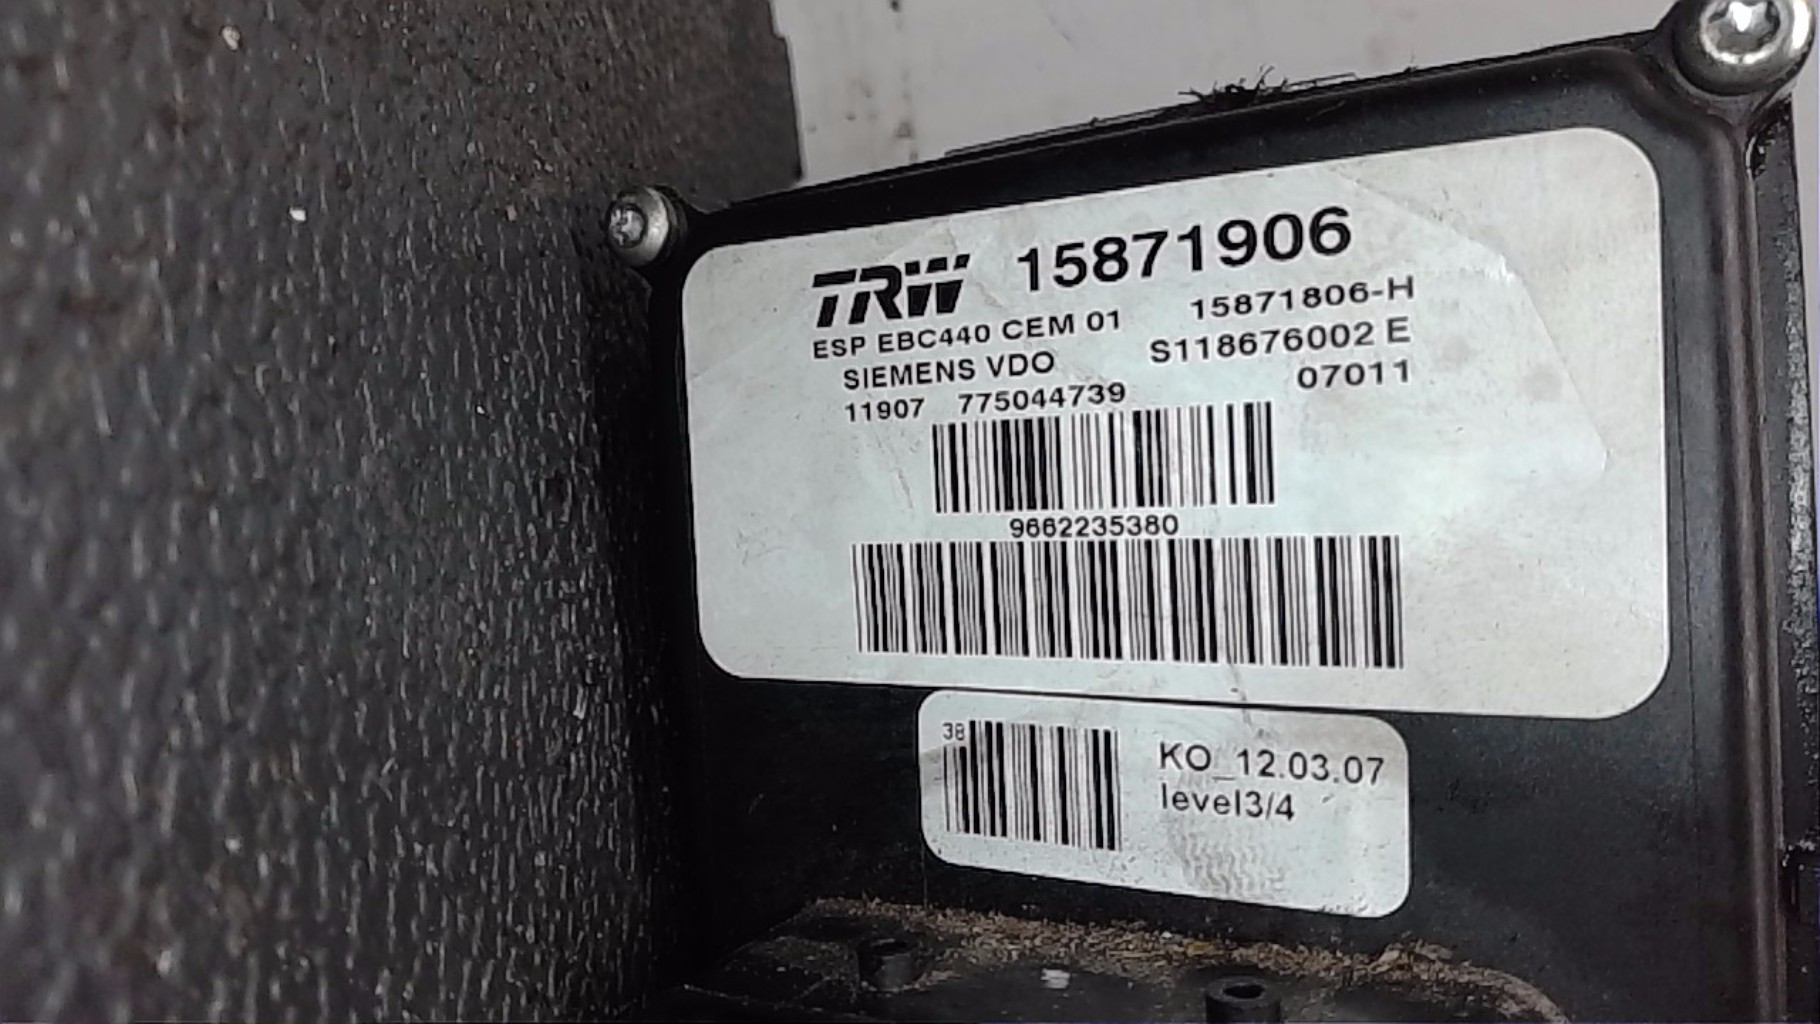 TRW 15871906
ESP EBC440 CEM 01 15871806-H
SIEMENS VDO S118676002 E
11907 775044739 07011
9662235380
38
KO_12.03.07
level3/4